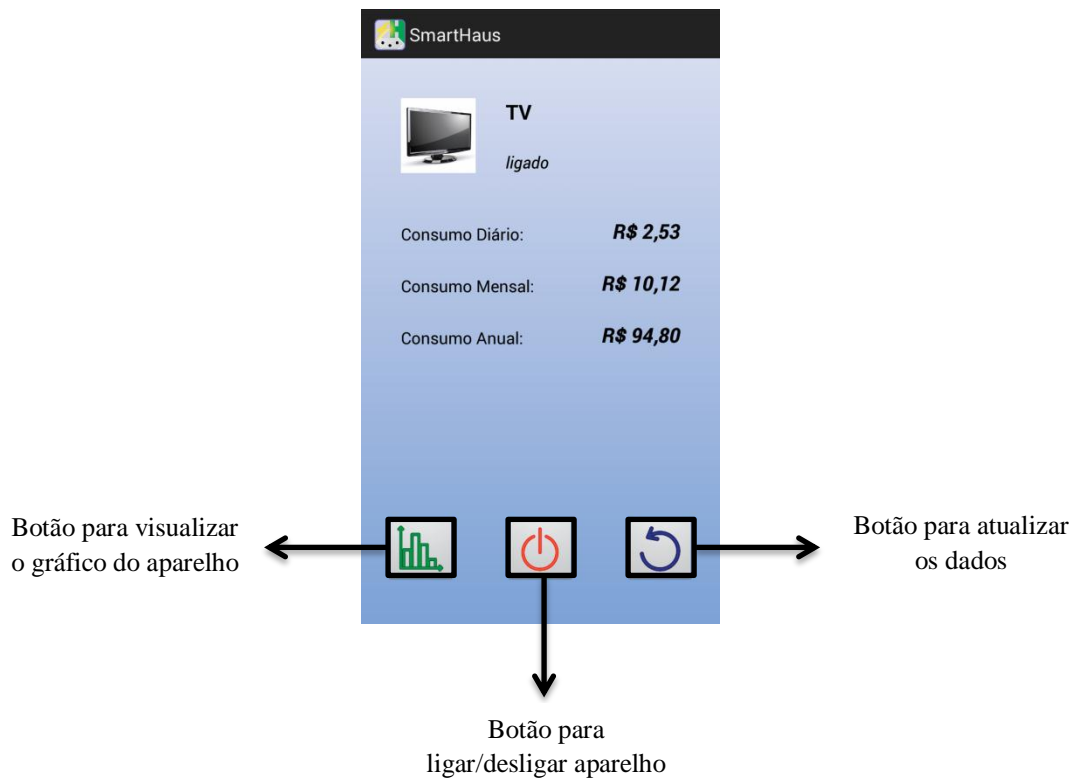 SmartHaus
TV
ligado
Consumo Diário: R$ 2,53
Consumo Mensal: R$ 10,12
Consumo Anual: R$ 94,80
Botão para visualizar
o gráfico do aparelho
Botão para atualizar
os dados
Botão para
ligar/desligar aparelho